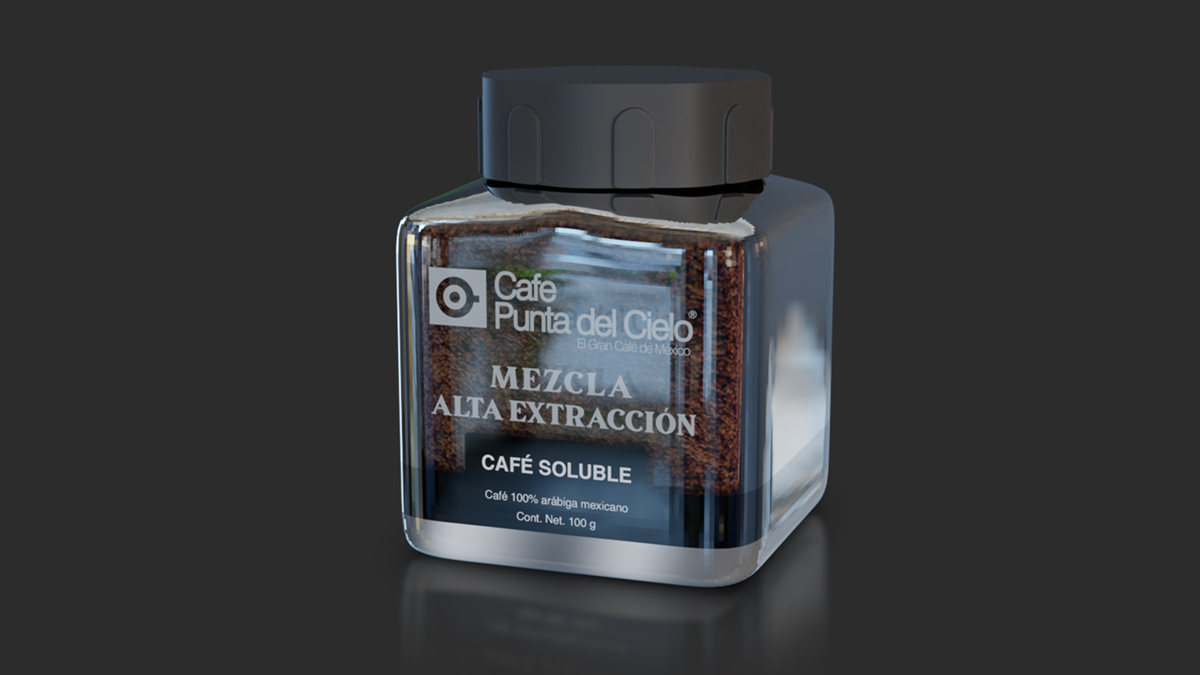 Cafe
Punta del Cielo®
El Gran Café de México
MEZCLA
ALTA EXTRACCIÓN
CAFÉ SOLUBLE
Café 100% arábiga mexicano
Cont. Net. 100 g